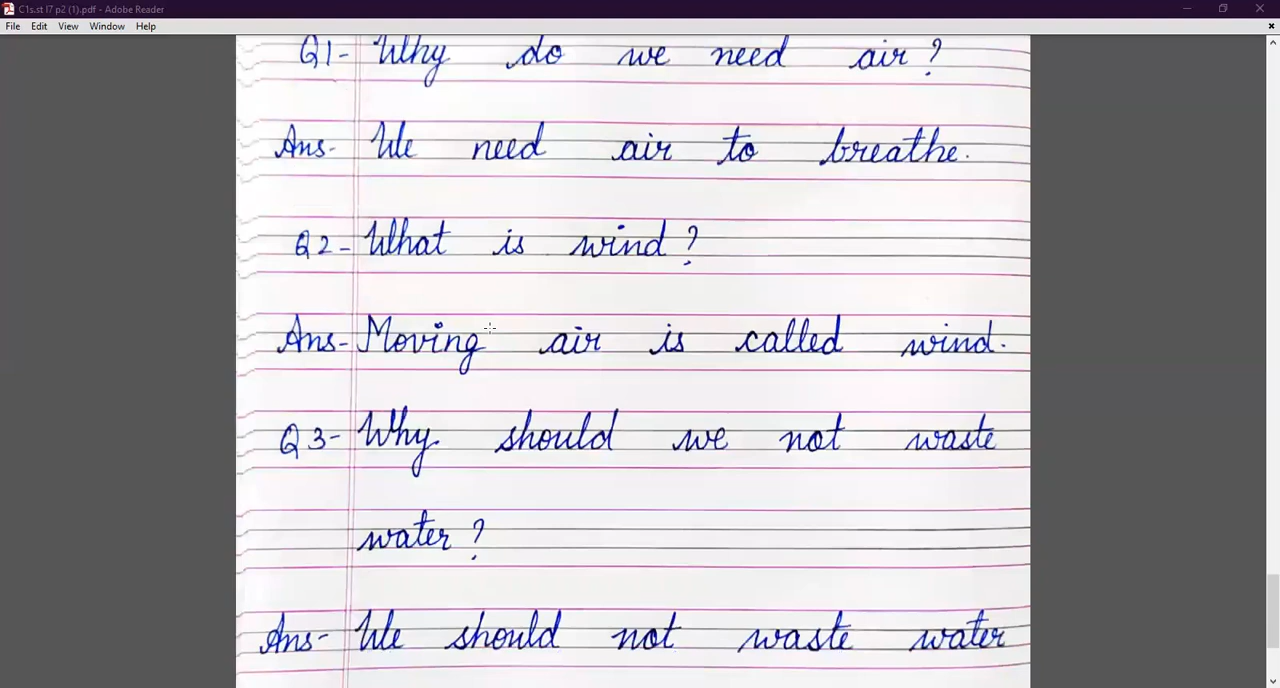 C1s.st l7 p2 (1).pdf - Adobe Reader
File Edit View Window Help
Q1- Why do we need air?
Ans- We need air to breathe.
Q2- What is wind?
Ans- Moving air is called wind.
Q3- Why should we not waste
water?
Ans- We should not waste water